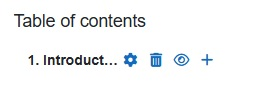 Table of contents
1. Introduct...